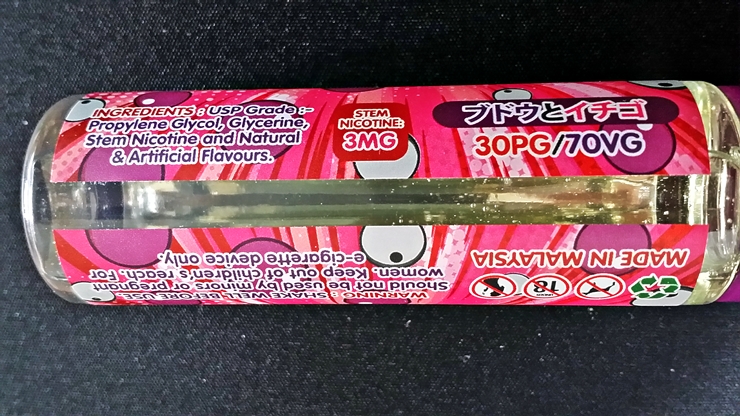 INGREDIENTS : USP Grade :-
Propylene Glycol, Glycerine,
Stem Nicotine and Natural
& Artificial Flavours.
STEM
NICOTINE:
3MG
ブドウとイチゴ
30PG/70VG
WARNING : SHAKE WELL BEFORE USE.
Should not be used by minors or pregnant
women. Keep out of children's reach. For
e-cigarette device only.
MADE IN MALAYSIA
18